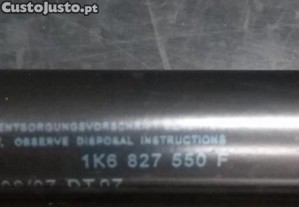 CustoJusto.pt
ENTSORGUNGSVORSCHRIFT
OBSERVE DISPOSAL INSTRUCTIONS
1K6 827 550 F